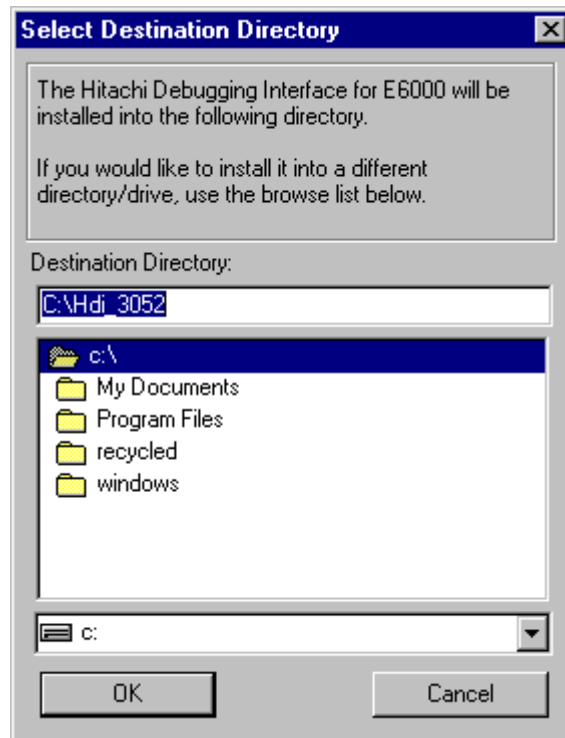 Select Destination Directory
The Hitachi Debugging Interface for E6000 will be
installed into the following directory.
If you would like to install it into a different
directory/drive, use the browse list below.
Destination Directory:
C:\Hdi_3052
c:\
My Documents
Program Files
recycled
windows
c:
OK
Cancel